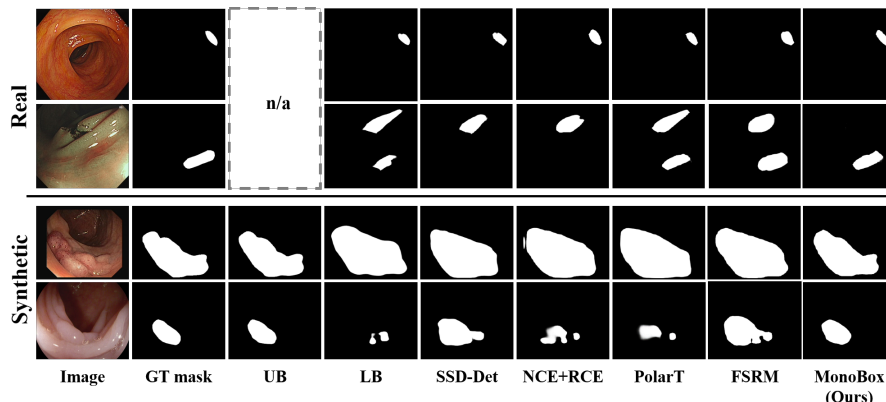 Real
n/a
Synthetic
Image GT mask UB LB SSD-Det NCE+RCE PolarT FSRM MonoBox
(Ours)